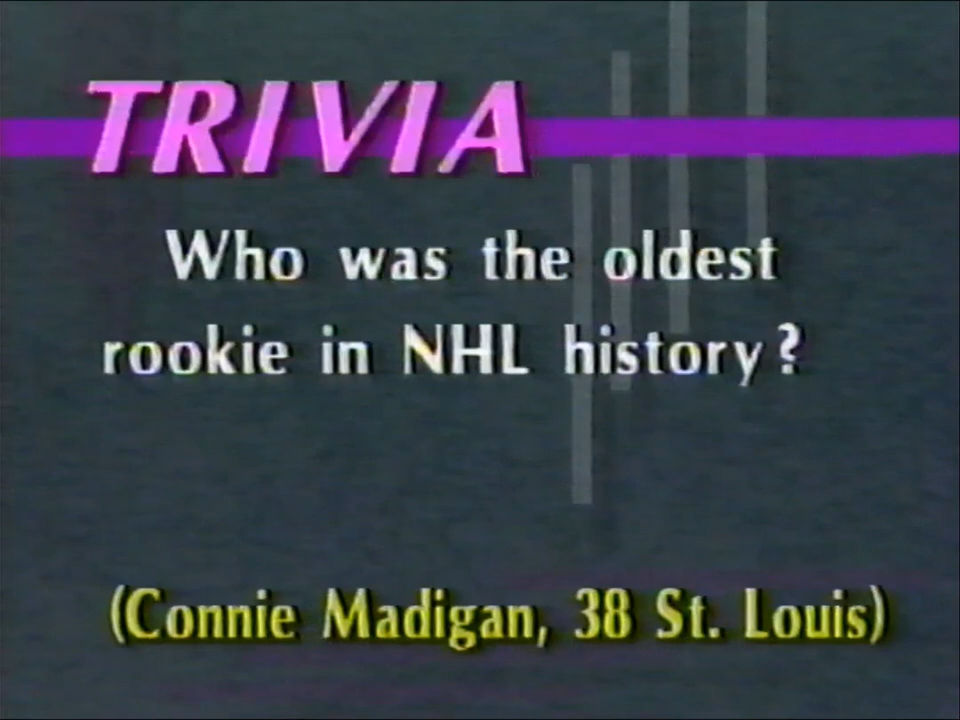 TRIVIA
Who was the oldest
rookie in NHL history?
(Connie Madigan, 38 St. Louis)